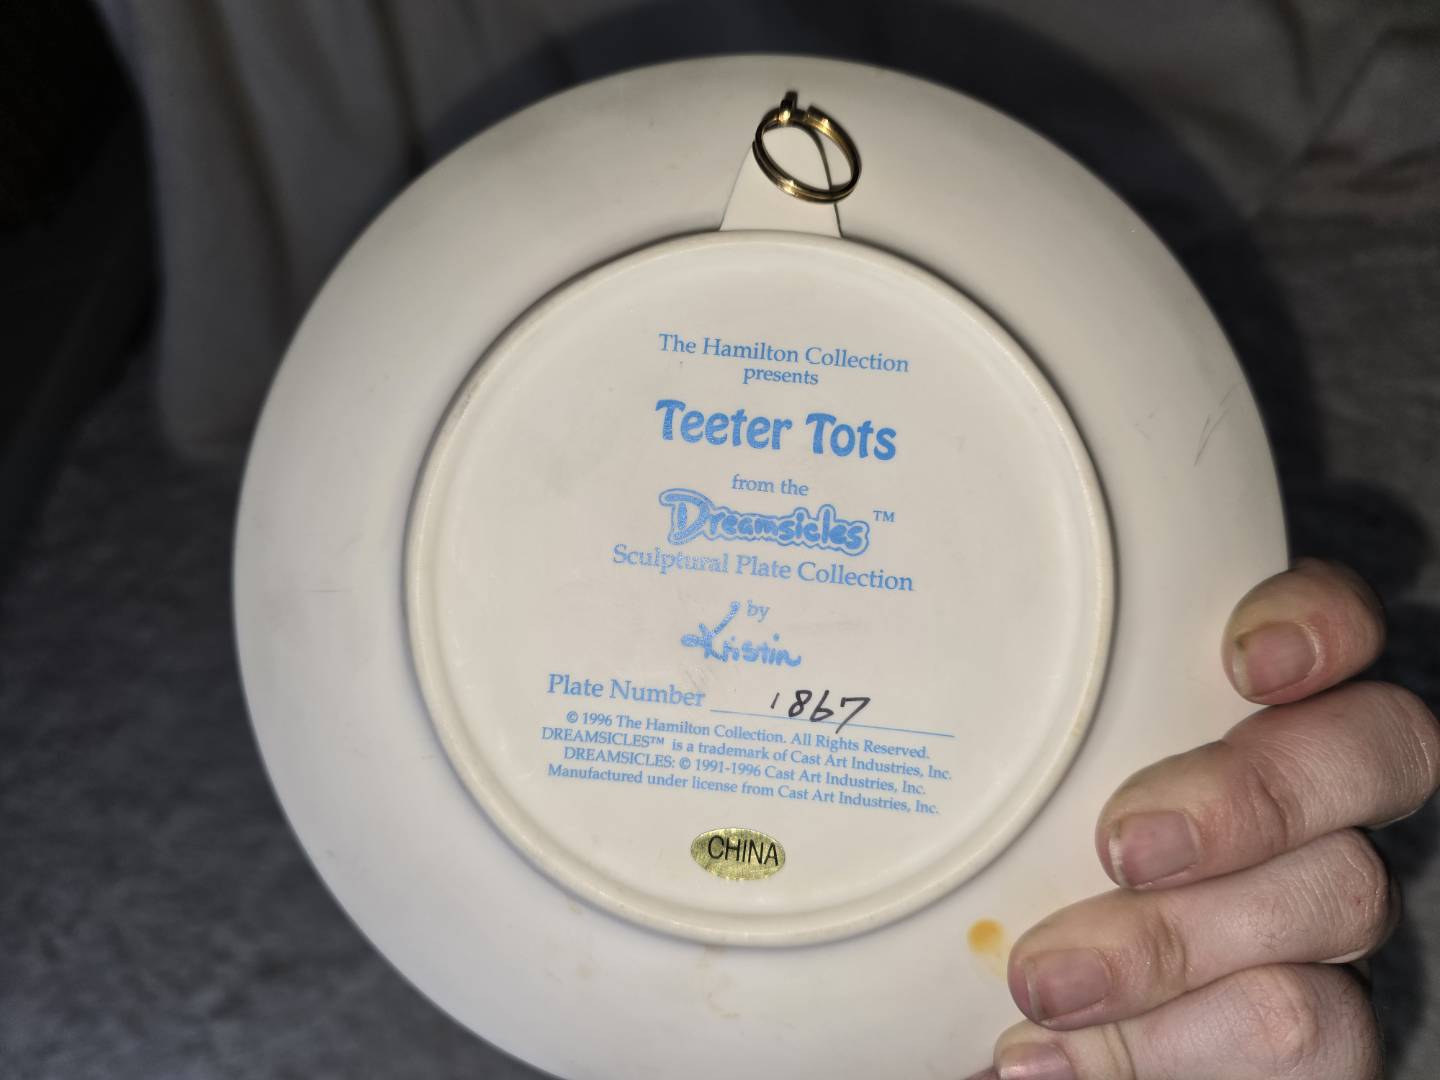 The Hamilton Collection
presents
Teeter Tots
from the
Dreamsicles™
Sculptural Plate Collection
by
Kristin
Plate Number 1867
© 1996 The Hamilton Collection. All Rights Reserved.
DREAMSICLES™ is a trademark of Cast Art Industries, Inc.
DREAMSICLES: © 1991-1996 Cast Art Industries, Inc.
Manufactured under license from Cast Art Industries, Inc.
CHINA